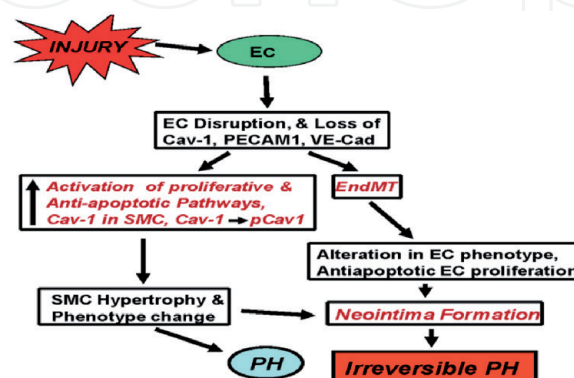 INJURY
Ec
EC Disruption, & Loss of
Cav-1, PECAM1, VE-Cad
Activation of proliferative &
Anti-apoptotic Pathways,
Cav-1 in SMC, Cav-1 → pCav1
EndMT
Alteration in EC phenotype,
Antiapoptotic EC proliferation
SMC Hypertrophy &
Phenotype change
Neointima Formation
PH
Irreversible PH